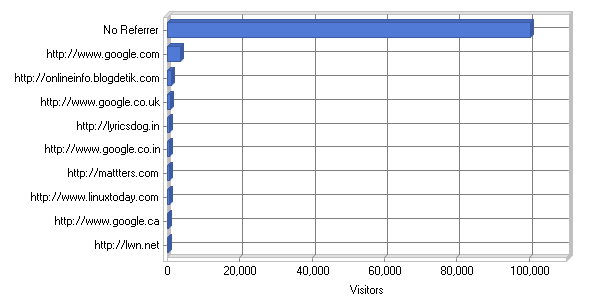 No Referrer
http://www.google.com
http://onlineinfo.blogdetik.com
http://www.google.co.uk
http://lyricsdog.in
http://www.google.co.in
http://mattters.com
http://www.linuxtoday.com
http://www.google.ca
http://lwn.net
0 20,000 40,000 60,000 80,000 100,000
Visitors